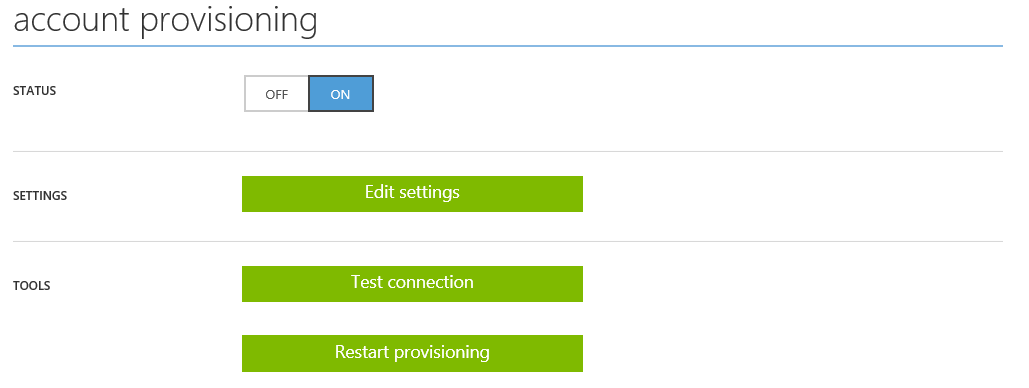 account provisioning
STATUS
OFF
ON
SETTINGS
Edit settings
TOOLS
Test connection
Restart provisioning